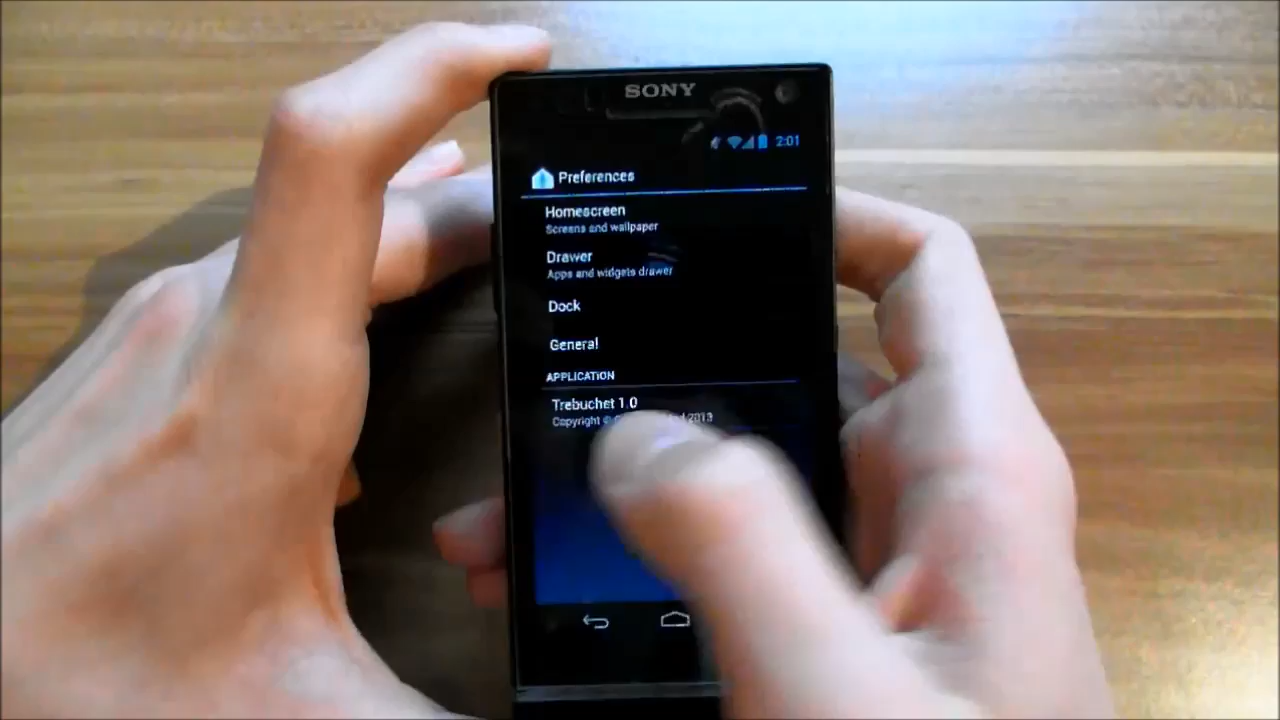 SONY
2:01
Preferences
Homescreen
Screens and wallpaper
Drawer
Apps and widgets drawer
Dock
General
APPLICATION
Trebuchet 1.0
Copyright © 2013